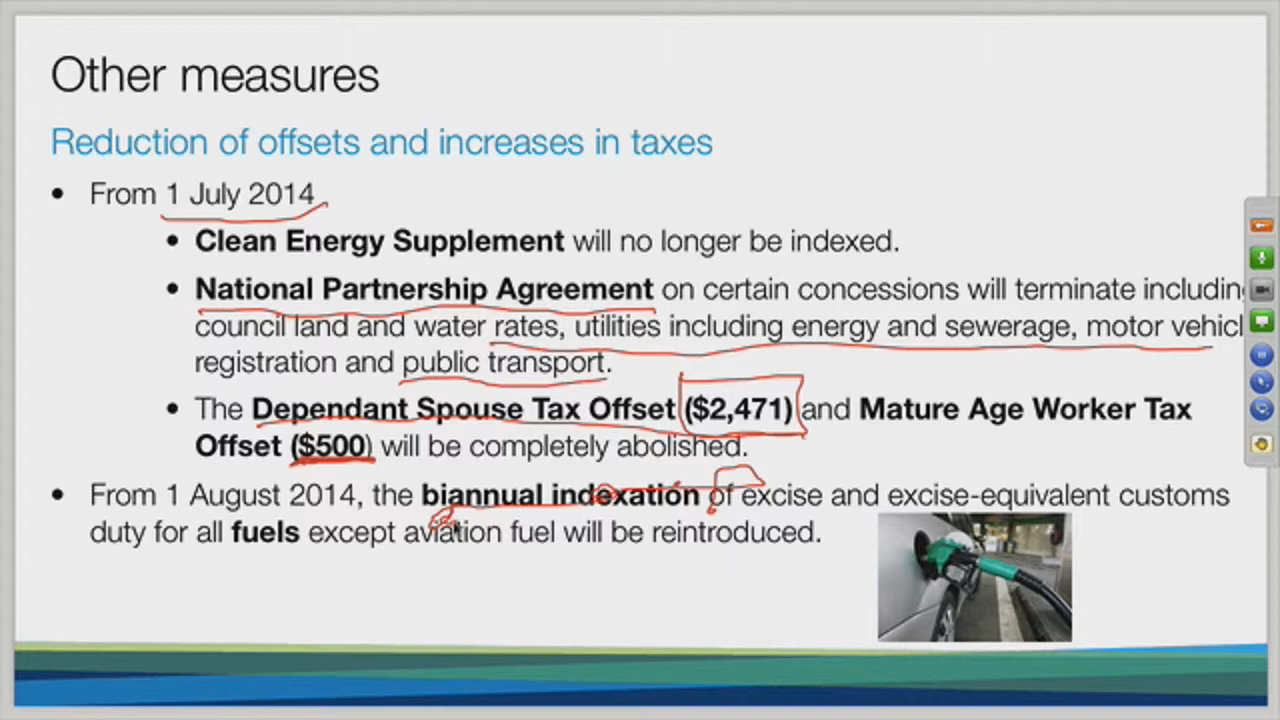 Other measures
Reduction of offsets and increases in taxes
• From 1 July 2014
• Clean Energy Supplement will no longer be indexed.
• National Partnership Agreement on certain concessions will terminate includin
council land and water rates, utilities including energy and sewerage, motor vehicl
registration and public transport.
• The Dependant Spouse Tax Offset ($2,471) and Mature Age Worker Tax
Offset ($500) will be completely abolished.
• From 1 August 2014, the biannual indexation of excise and excise-equivalent customs
duty for all fuels except aviation fuel will be reintroduced.